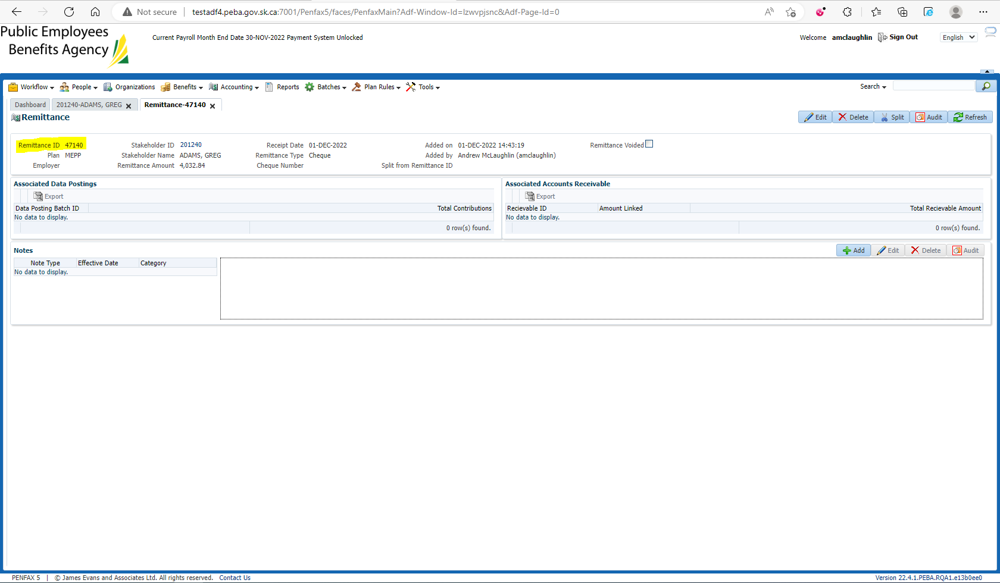 Not secure | testadf4.peba.gov.sk.ca:7001/Penfax5/faces/PenfaxMain?Adf-Window-Id=lzwvpjsnc&Adf-Page-Id=0
Public Employees
Benefits Agency
Current Payroll Month End Date 30-NOV-2022 Payment System Unlocked
Welcome amclaughlin Sign Out English
Workflow People Organizations Benefits Accounting Reports Batches Plan Rules Tools Search
Dashboard 201240-ADAMS, GREG Remittance-47140
Remittance Edit Delete Split Audit Refresh
Remittance ID 47140 Stakeholder ID 201240 Receipt Date 01-DEC-2022 Added on 01-DEC-2022 14:43:19 Remittance Voided
Plan MEPP Stakeholder Name ADAMS, GREG Remittance Type Cheque Added by Andrew McLaughlin (amclaughlin)
Employer Remittance Amount 4,032.84 Cheque Number Split from Remittance ID
Associated Data Postings
Export
Data Posting Batch ID Total Contributions
No data to display.
0 row(s) found.
Associated Accounts Receivable
Export
Recievable ID Amount Linked Total Recievable Amount
No data to display.
0 row(s) found.
Notes Add Edit Delete Audit
Note Type Effective Date Category
No data to display.
PENFAX 5 | © James Evans and Associates Ltd. All rights reserved. Contact Us Version 22.4.1.PEBA.RQA1.e13b0ee0